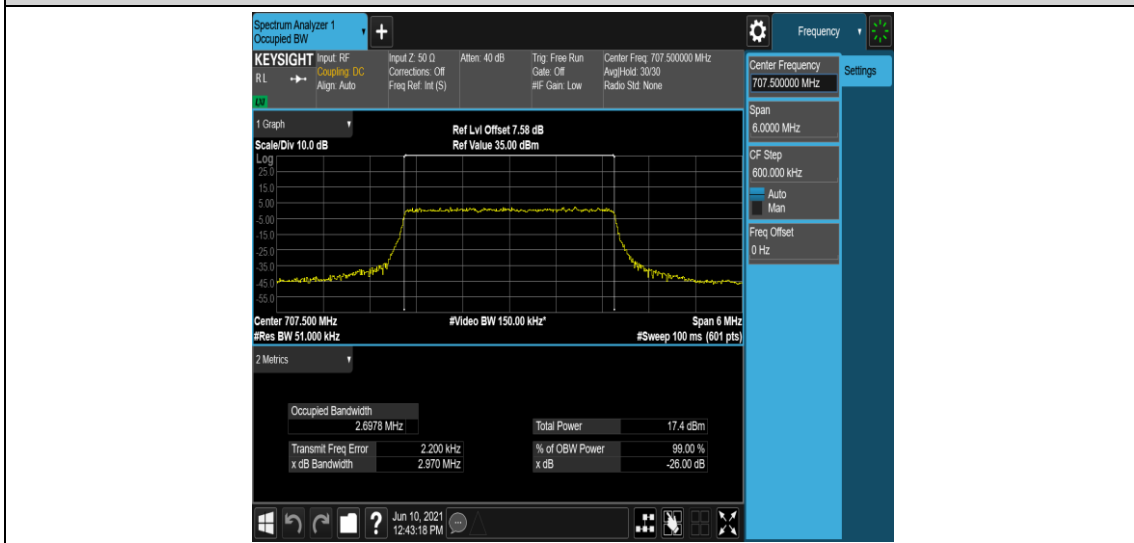 Spectrum Analyzer 1
Occupied BW
+
Frequency
KEYSIGHT
RL
LXI
Input: RF
Coupling: DC
Align: Auto
Input Z: 50 Ω
Corrections: Off
Freq Ref: Int (S)
Atten: 40 dB
Trig: Free Run
Gate: Off
#IF Gain: Low
Center Freq: 707.500000 MHz
Avg|Hold: 30/30
Radio Std: None
Center Frequency
707.500000 MHz
Settings
Span
6.0000 MHz
CF Step
600.000 kHz
Auto
Man
Freq Offset
0 Hz
1 Graph
Ref Lvl Offset 7.58 dB
Scale/Div 10.0 dB
Ref Value 35.00 dBm
Log
25.0
15.0
5.00
-5.00
-15.0
-25.0
-35.0
-45.0
-55.0
Center 707.500 MHz
#Video BW 150.00 kHz*
Span 6 MHz
#Res BW 51.000 kHz
#Sweep 100 ms (601 pts)
2 Metrics
Occupied Bandwidth
2.6978 MHz
Total Power 17.4 dBm
Transmit Freq Error 2.200 kHz
% of OBW Power 99.00 %
x dB Bandwidth 2.970 MHz
x dB -26.00 dB
?
Jun 10, 2021
12:43:18 PM